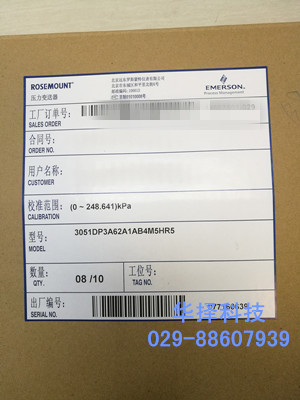 ROSEMOUNT
压力变送器
EMERSON
Process Management
工厂订单号:
SALES ORDER
合同号:
ORDER NO.
用户名称:
CUSTOMER
校准范围:
(0 ~ 248.641)kPa
CALIBRATION
型号:
3051DP3A62A1AB4M5HR5
MODEL
数量:
08 /10
工位号:
QTY.
TAG NO.
出厂编号:
SERIAL NO.
华择科技
029-88607939